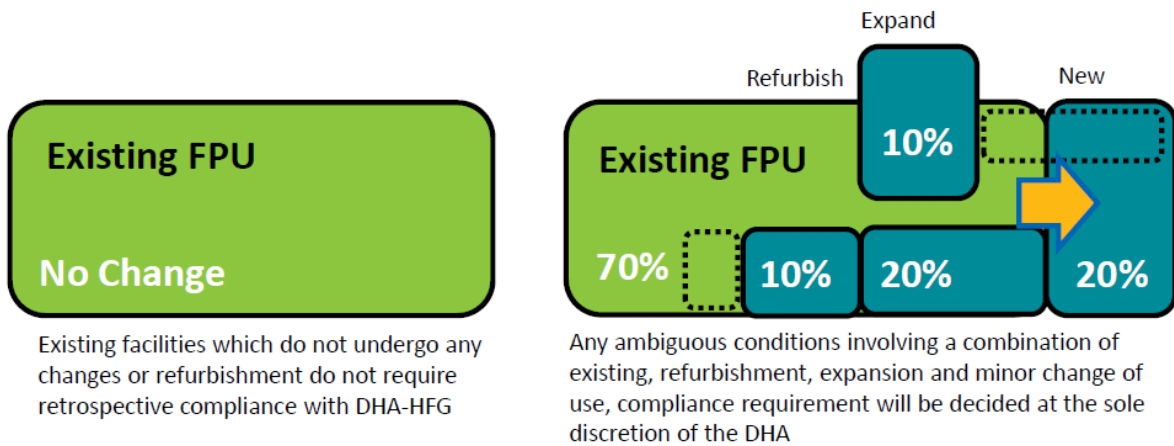 Existing FPU
No Change
Existing facilities which do not undergo any
changes or refurbishment do not require
retrospective compliance with DHA-HFG
Expand
Refurbish
New
Existing FPU
10%
70%
10%
20%
20%
Any ambiguous conditions involving a combination of
existing, refurbishment, expansion and minor change of
use, compliance requirement will be decided at the sole
discretion of the DHA